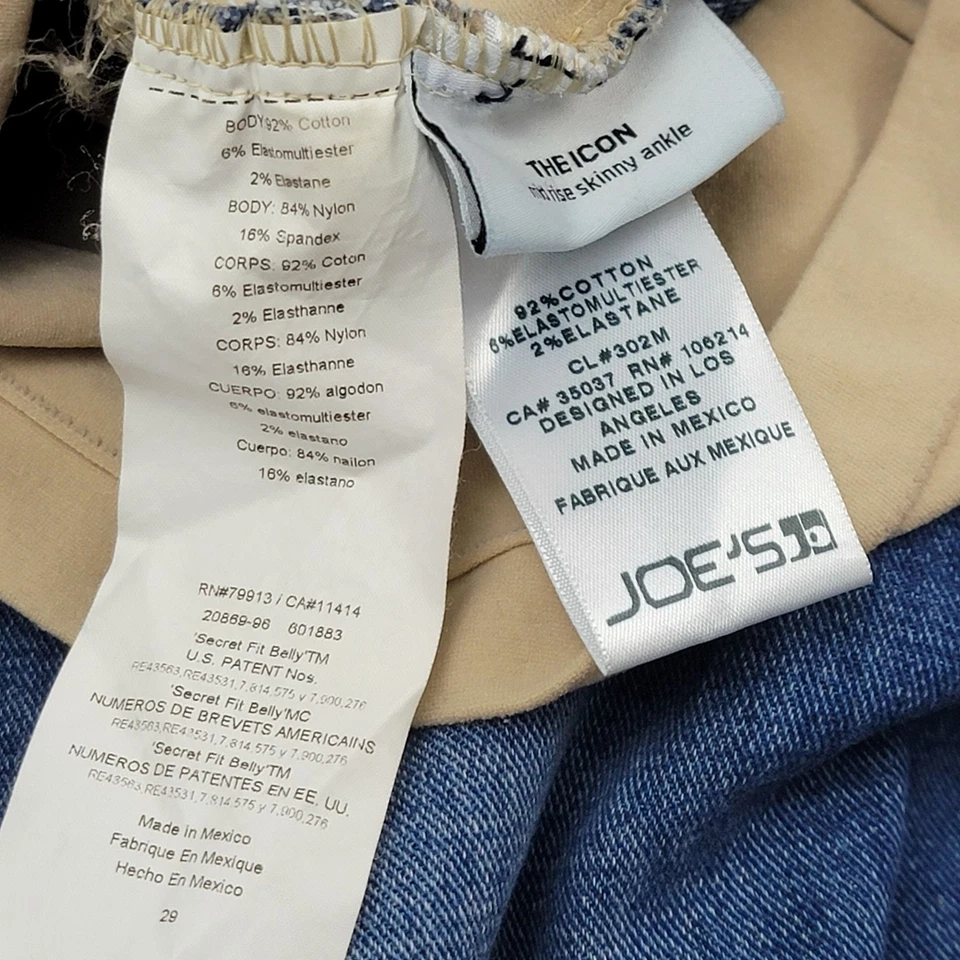 BODY:92% Cotton
6% Elastomultiester
2% Elastane
BODY: 84% Nylon
16% Spandex
CORPS: 92% Coton
6% Elastomultiester
2% Elasthanne
CORPS: 84% Nylon
16% Elasthanne
CUERPO: 92% algodon
6% elastomultiester
2% elastano
Cuerpo: 84% nailon
16% elastano
RN#79913 / CA#11414
20869-96 601883
'Secret Fit Belly'TM
U.S. PATENT Nos.
RE43563,RE43531,7,814,575 y 7,900,276
'Secret Fit Belly'MC
NUMEROS DE BREVETS AMERICAINS
RE43563,RE43531,7,814,575 y 7,900,276
'Secret Fit Belly'TM
NUMEROS DE PATENTES EN EE. UU.
RE43563,RE43531,7,814,575 y 7,900,276
Made in Mexico
Fabrique En Mexique
Hecho En Mexico
29
THE ICON
mid rise skinny ankle
92%COTTON
6%ELASTOMULTIESTER
2%ELASTANE
CL#302M
CA# 35037 RN# 106214
DESIGNED IN LOS
ANGELES
MADE IN MEXICO
FABRIQUE AUX MEXIQUE
JOE'S